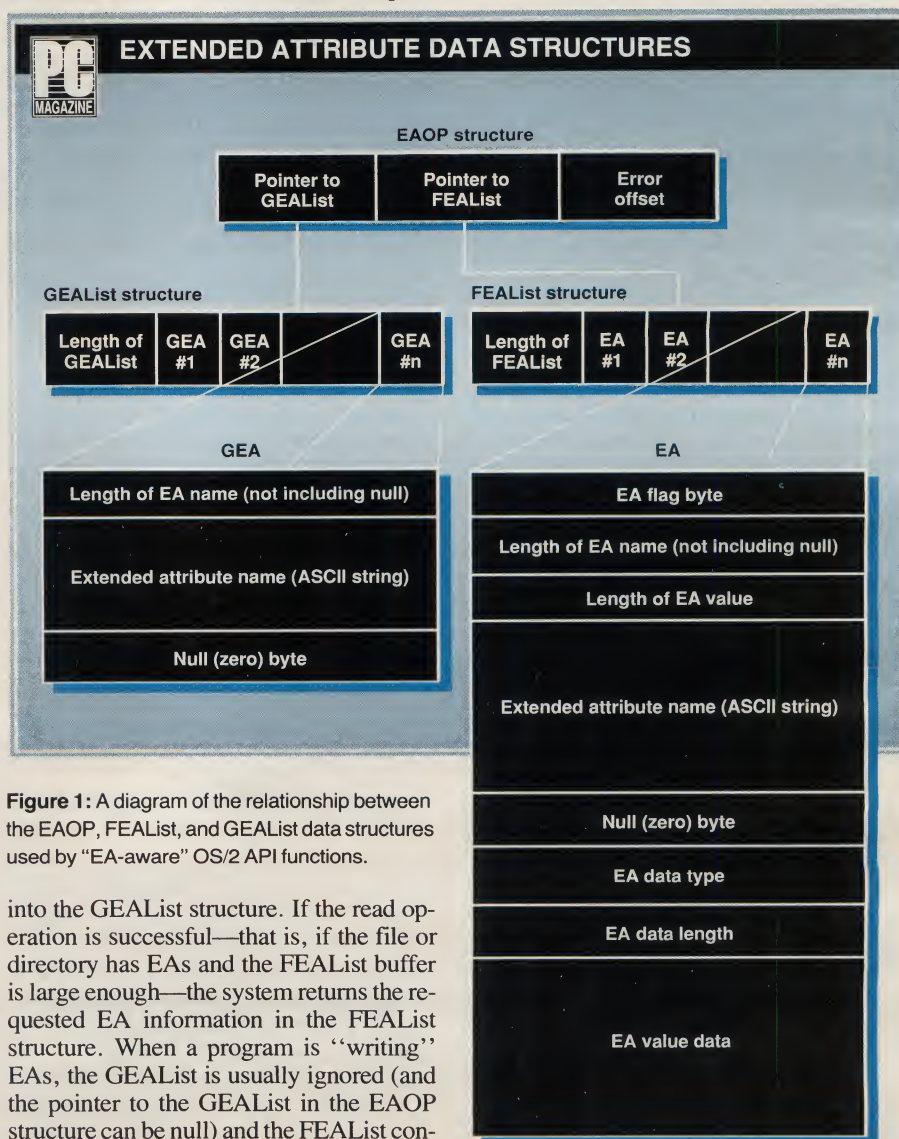 PC
MAGAZINE
EXTENDED ATTRIBUTE DATA STRUCTURES
EAOP structure
Pointer to
GEAList
Pointer to
FEAList
Error
offset
GEAList structure
Length of
GEAList
GEA
#1
GEA
#2
GEA
#n
FEAList structure
Length of
FEAList
EA
#1
EA
#2
EA
#n
GEA
Length of EA name (not including null)
Extended attribute name (ASCII string)
Null (zero) byte
EA
EA flag byte
Length of EA name (not including null)
Length of EA value
Extended attribute name (ASCII string)
Null (zero) byte
EA data type
EA data length
EA value data
Figure 1: A diagram of the relationship between
the EAOP, FEAList, and GEAList data structures
used by “EA-aware” OS/2 API functions.
into the GEAList structure. If the read op-
eration is successful—that is, if the file or
directory has EAs and the FEAList buffer
is large enough—the system returns the re-
quested EA information in the FEAList
structure. When a program is ‘‘writing’’
EAs, the GEAList is usually ignored (and
the pointer to the GEAList in the EAOP
structure can be null) and the FEAList con-